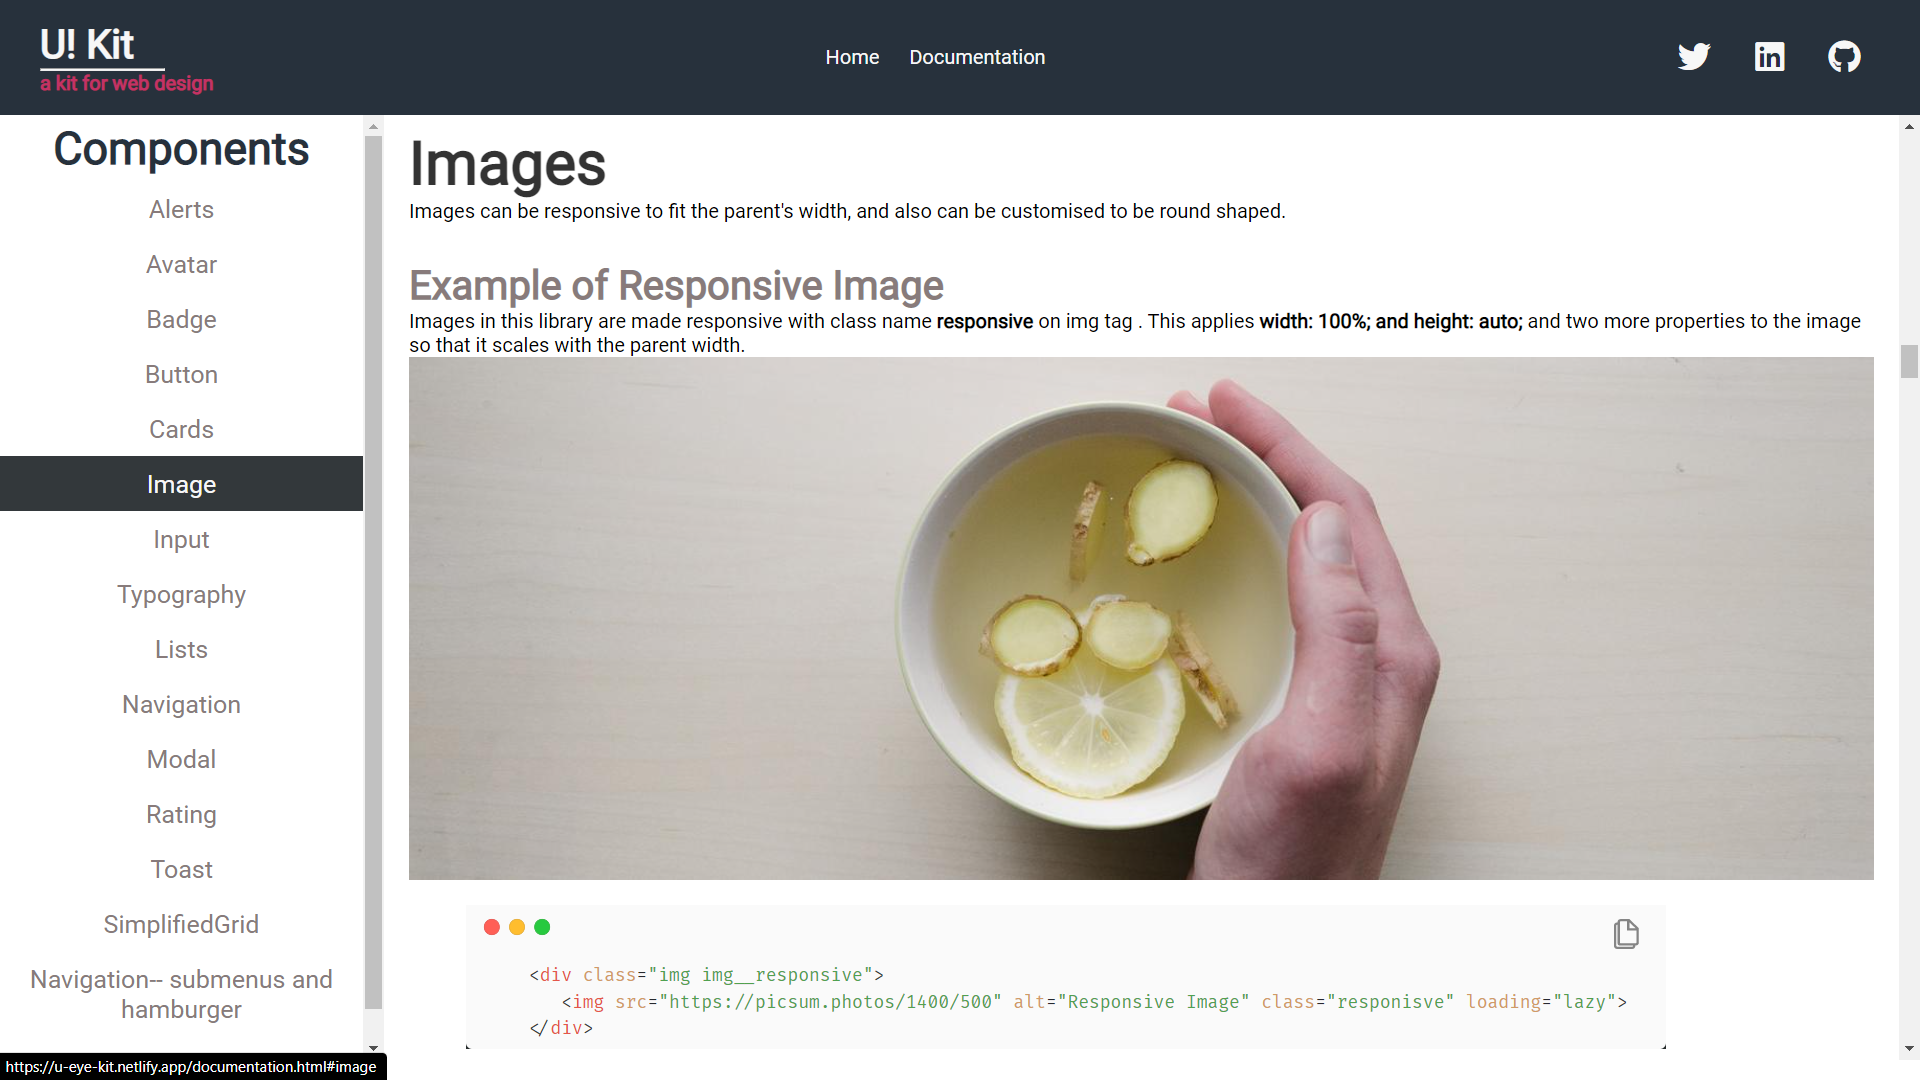 U! Kit
a kit for web design
Home
Documentation
Components
Alerts
Avatar
Badge
Button
Cards
Image
Input
Typography
Lists
Navigation
Modal
Rating
Toast
SimplifiedGrid
Navigation-- submenus and
hamburger
Images
Images can be responsive to fit the parent's width, and also can be customised to be round shaped.
Example of Responsive Image
Images in this library are made responsive with class name responsive on img tag . This applies width: 100%; and height: auto; and two more properties to the image
so that it scales with the parent width.
<div class="img img__responsive">
<img src="https://picsum.photos/1400/500" alt="Responsive Image" class="responisve" loading="lazy">
</div>
https://u-eye-kit.netlify.app/documentation.html#image